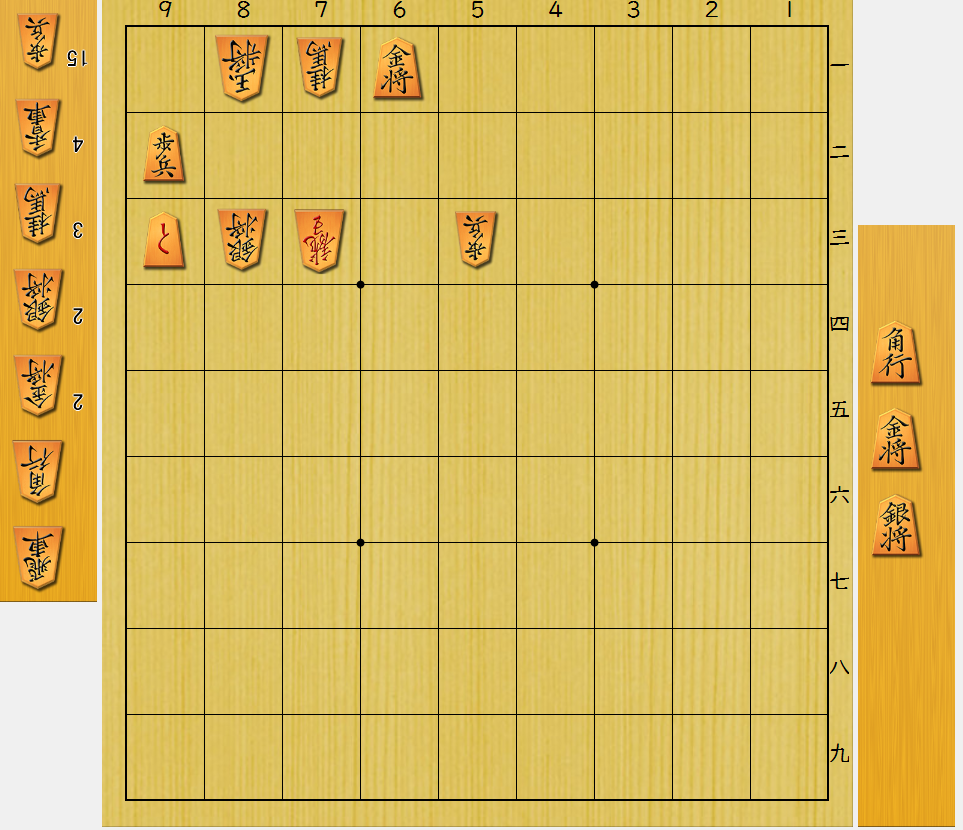 9 8 7 6 5 4 3 2 1
玉将 桂馬 金将 一
歩兵 二
と 銀将 龍王 歩兵 三
四
五
六
七
八
九
歩兵 15
香車 4
桂馬 3
銀将 2
金将 2
角行
飛車
角行
金将
銀将